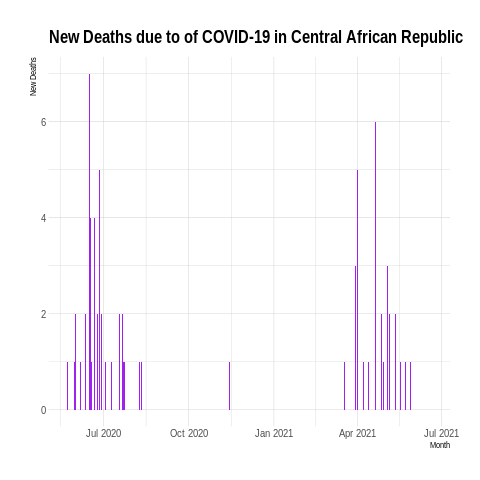 New Deaths due to of COVID-19 in Central African Republic
New Deaths
6
4
2
0
Jul 2020 Oct 2020 Jan 2021 Apr 2021 Jul 2021
Month